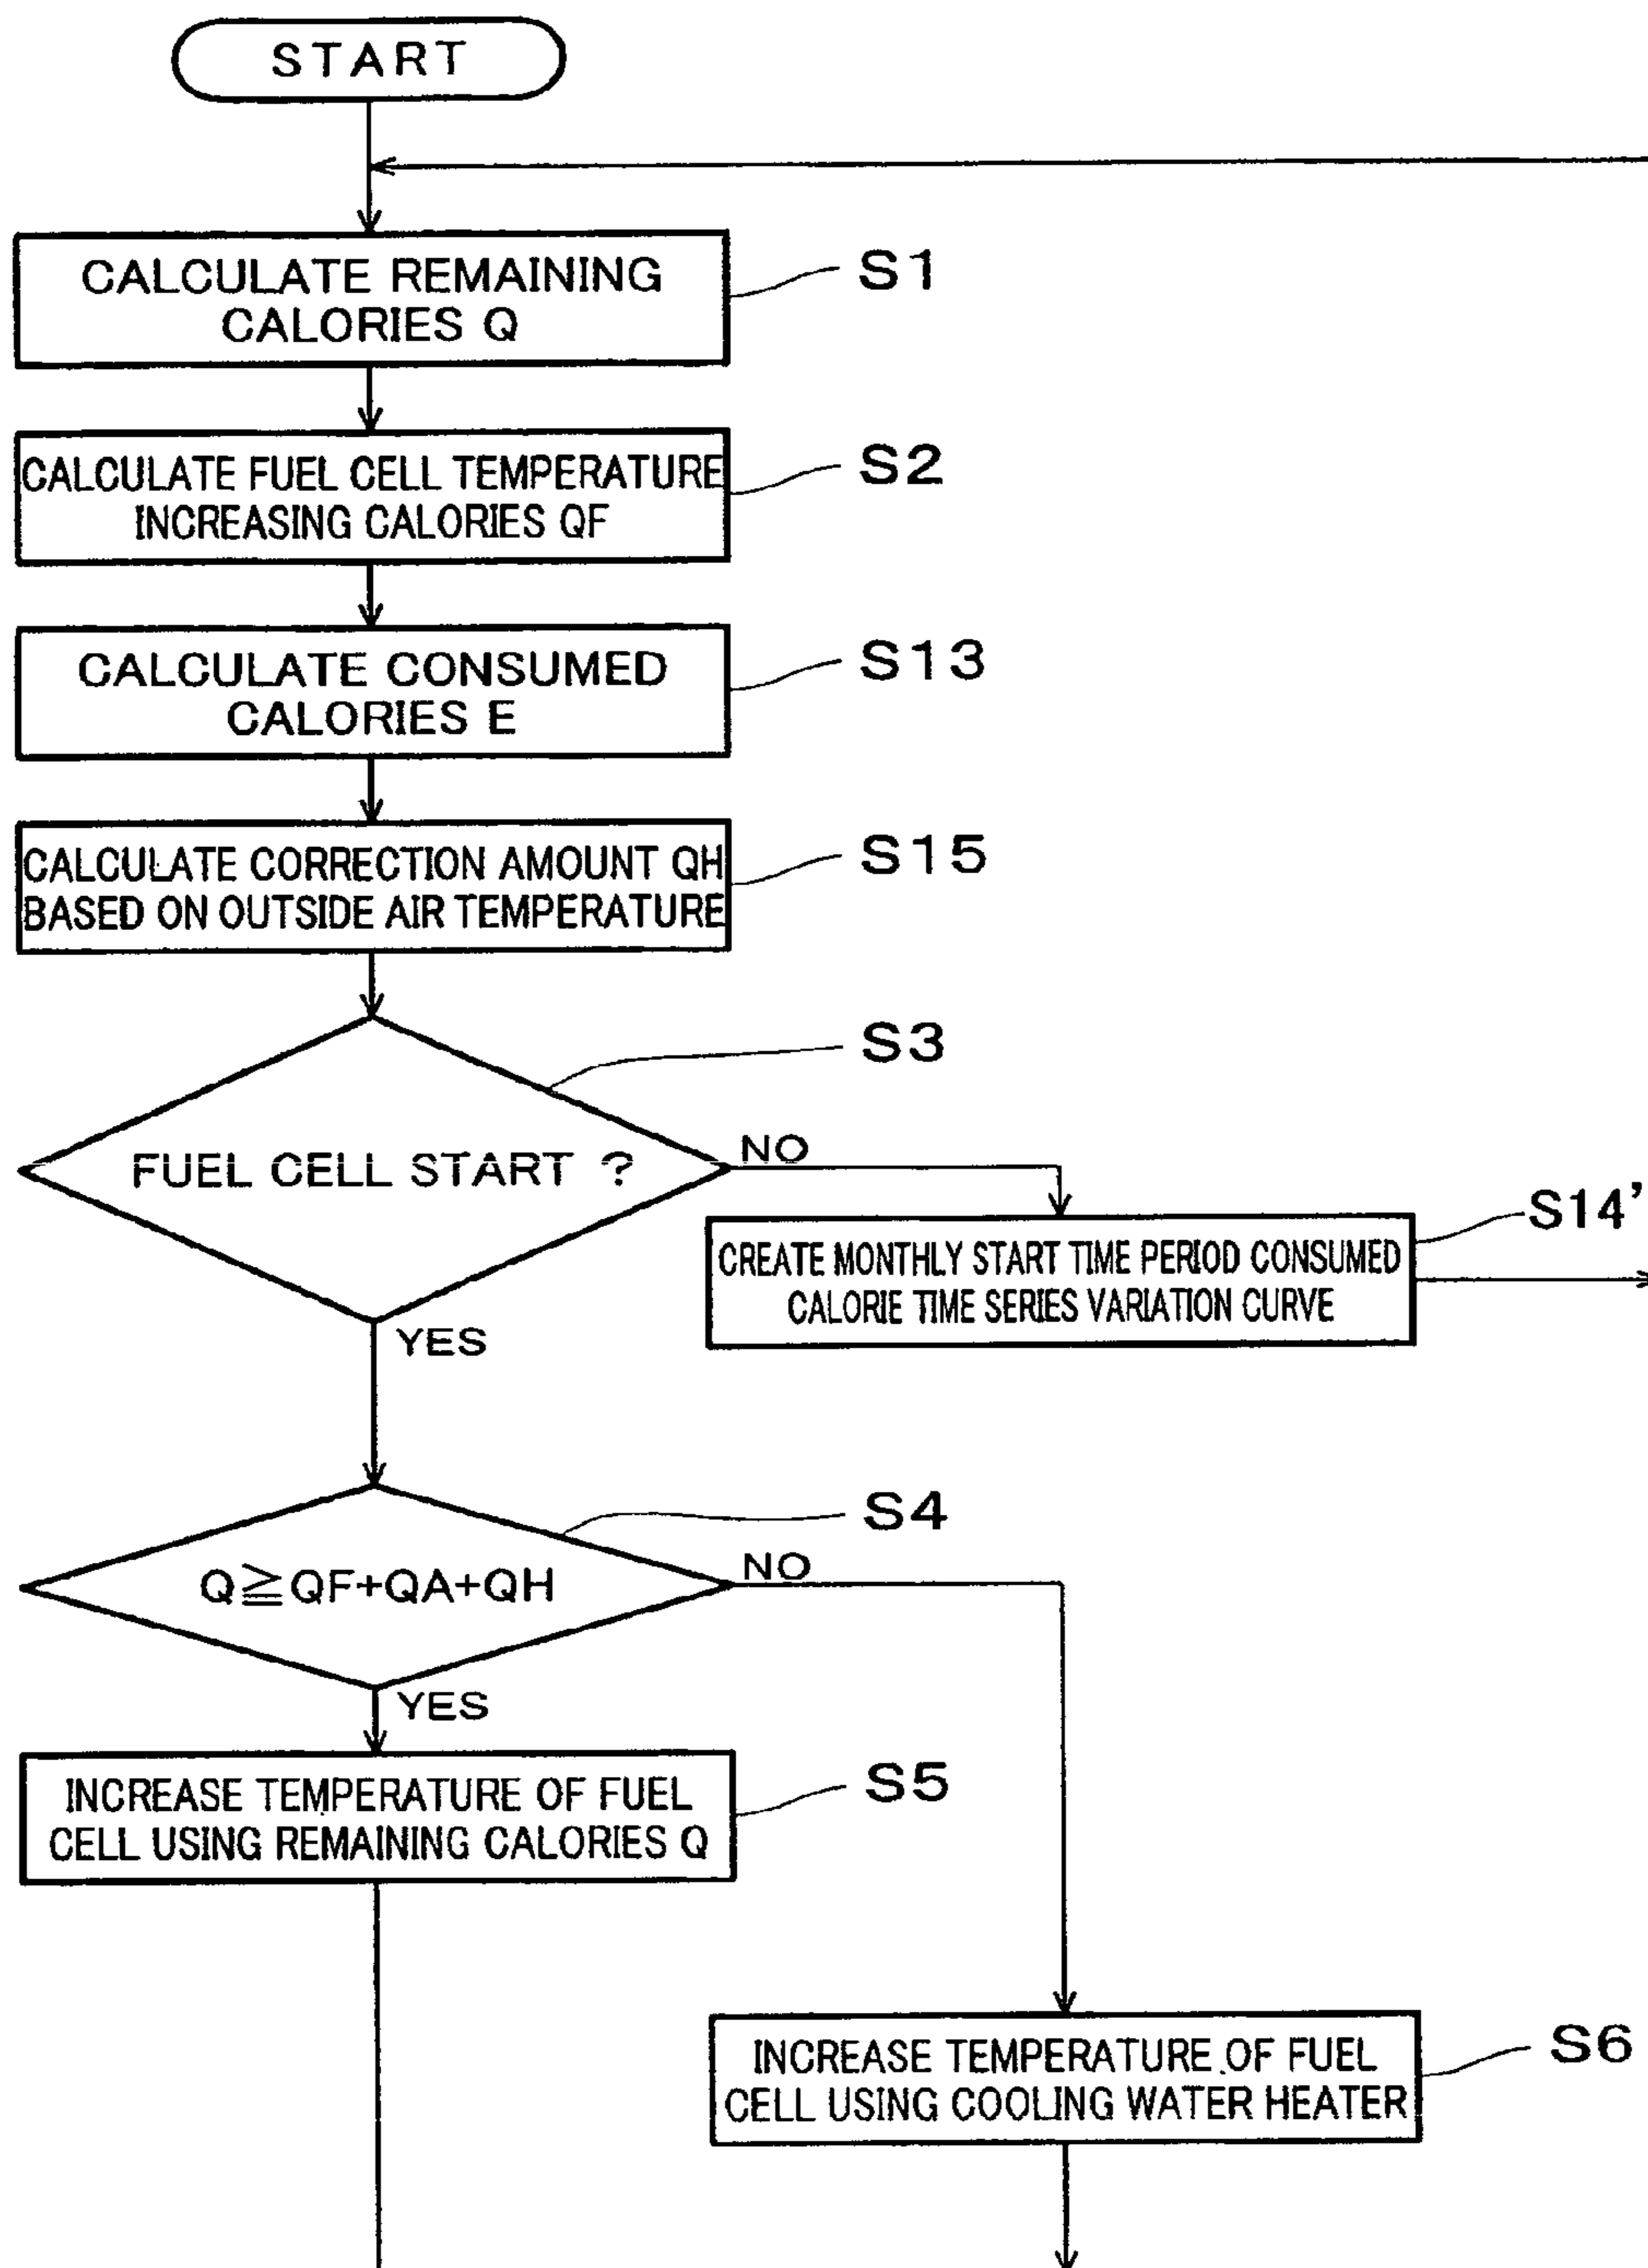 START
CALCULATE REMAINING
CALORIES Q
S1
CALCULATE FUEL CELL TEMPERATURE
INCREASING CALORIES QF
S2
CALCULATE CONSUMED
CALORIES E
S13
CALCULATE CORRECTION AMOUNT QH
BASED ON OUTSIDE AIR TEMPERATURE
S15
S3
FUEL CELL START ?
NO
YES
S14'
CREATE MONTHLY START TIME PERIOD CONSUMED
CALORIE TIME SERIES VARIATION CURVE
S4
Q≧QF+QA+QH
NO
YES
INCREASE TEMPERATURE OF FUEL
CELL USING REMAINING CALORIES Q
S5
INCREASE TEMPERATURE OF FUEL
CELL USING COOLING WATER HEATER
S6